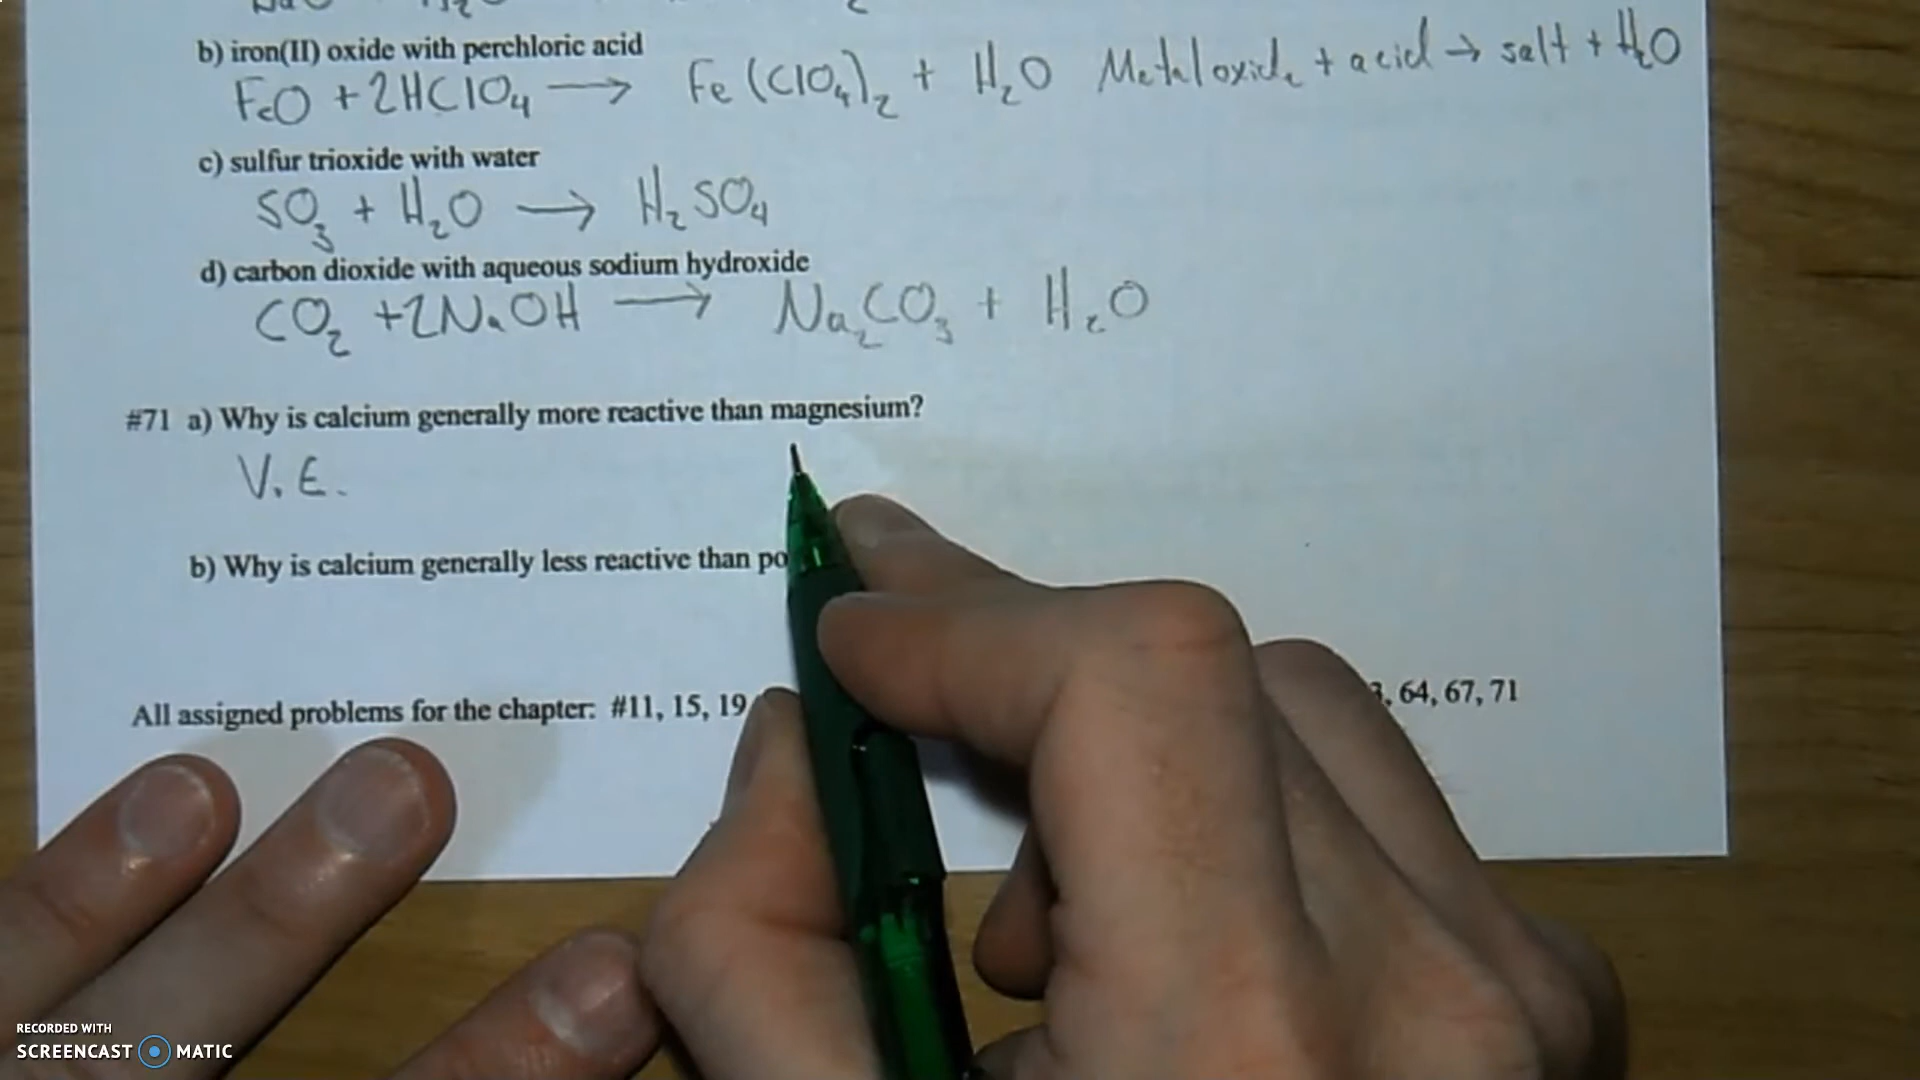 b) iron(II) oxide with perchloric acid
FeO + 2HClO₄ → Fe(ClO₄)₂ + H₂O Metal oxide + acid → salt + H₂O
c) sulfur trioxide with water
SO₃ + H₂O → H₂SO₄
d) carbon dioxide with aqueous sodium hydroxide
CO₂ + 2NaOH → Na₂CO₃ + H₂O
#71 a) Why is calcium generally more reactive than magnesium?
V.E.
b) Why is calcium generally less reactive than
All assigned problems for the chapter: #11, 15, 19
, 64, 67, 71
RECORDED WITH
SCREENCAST MATIC